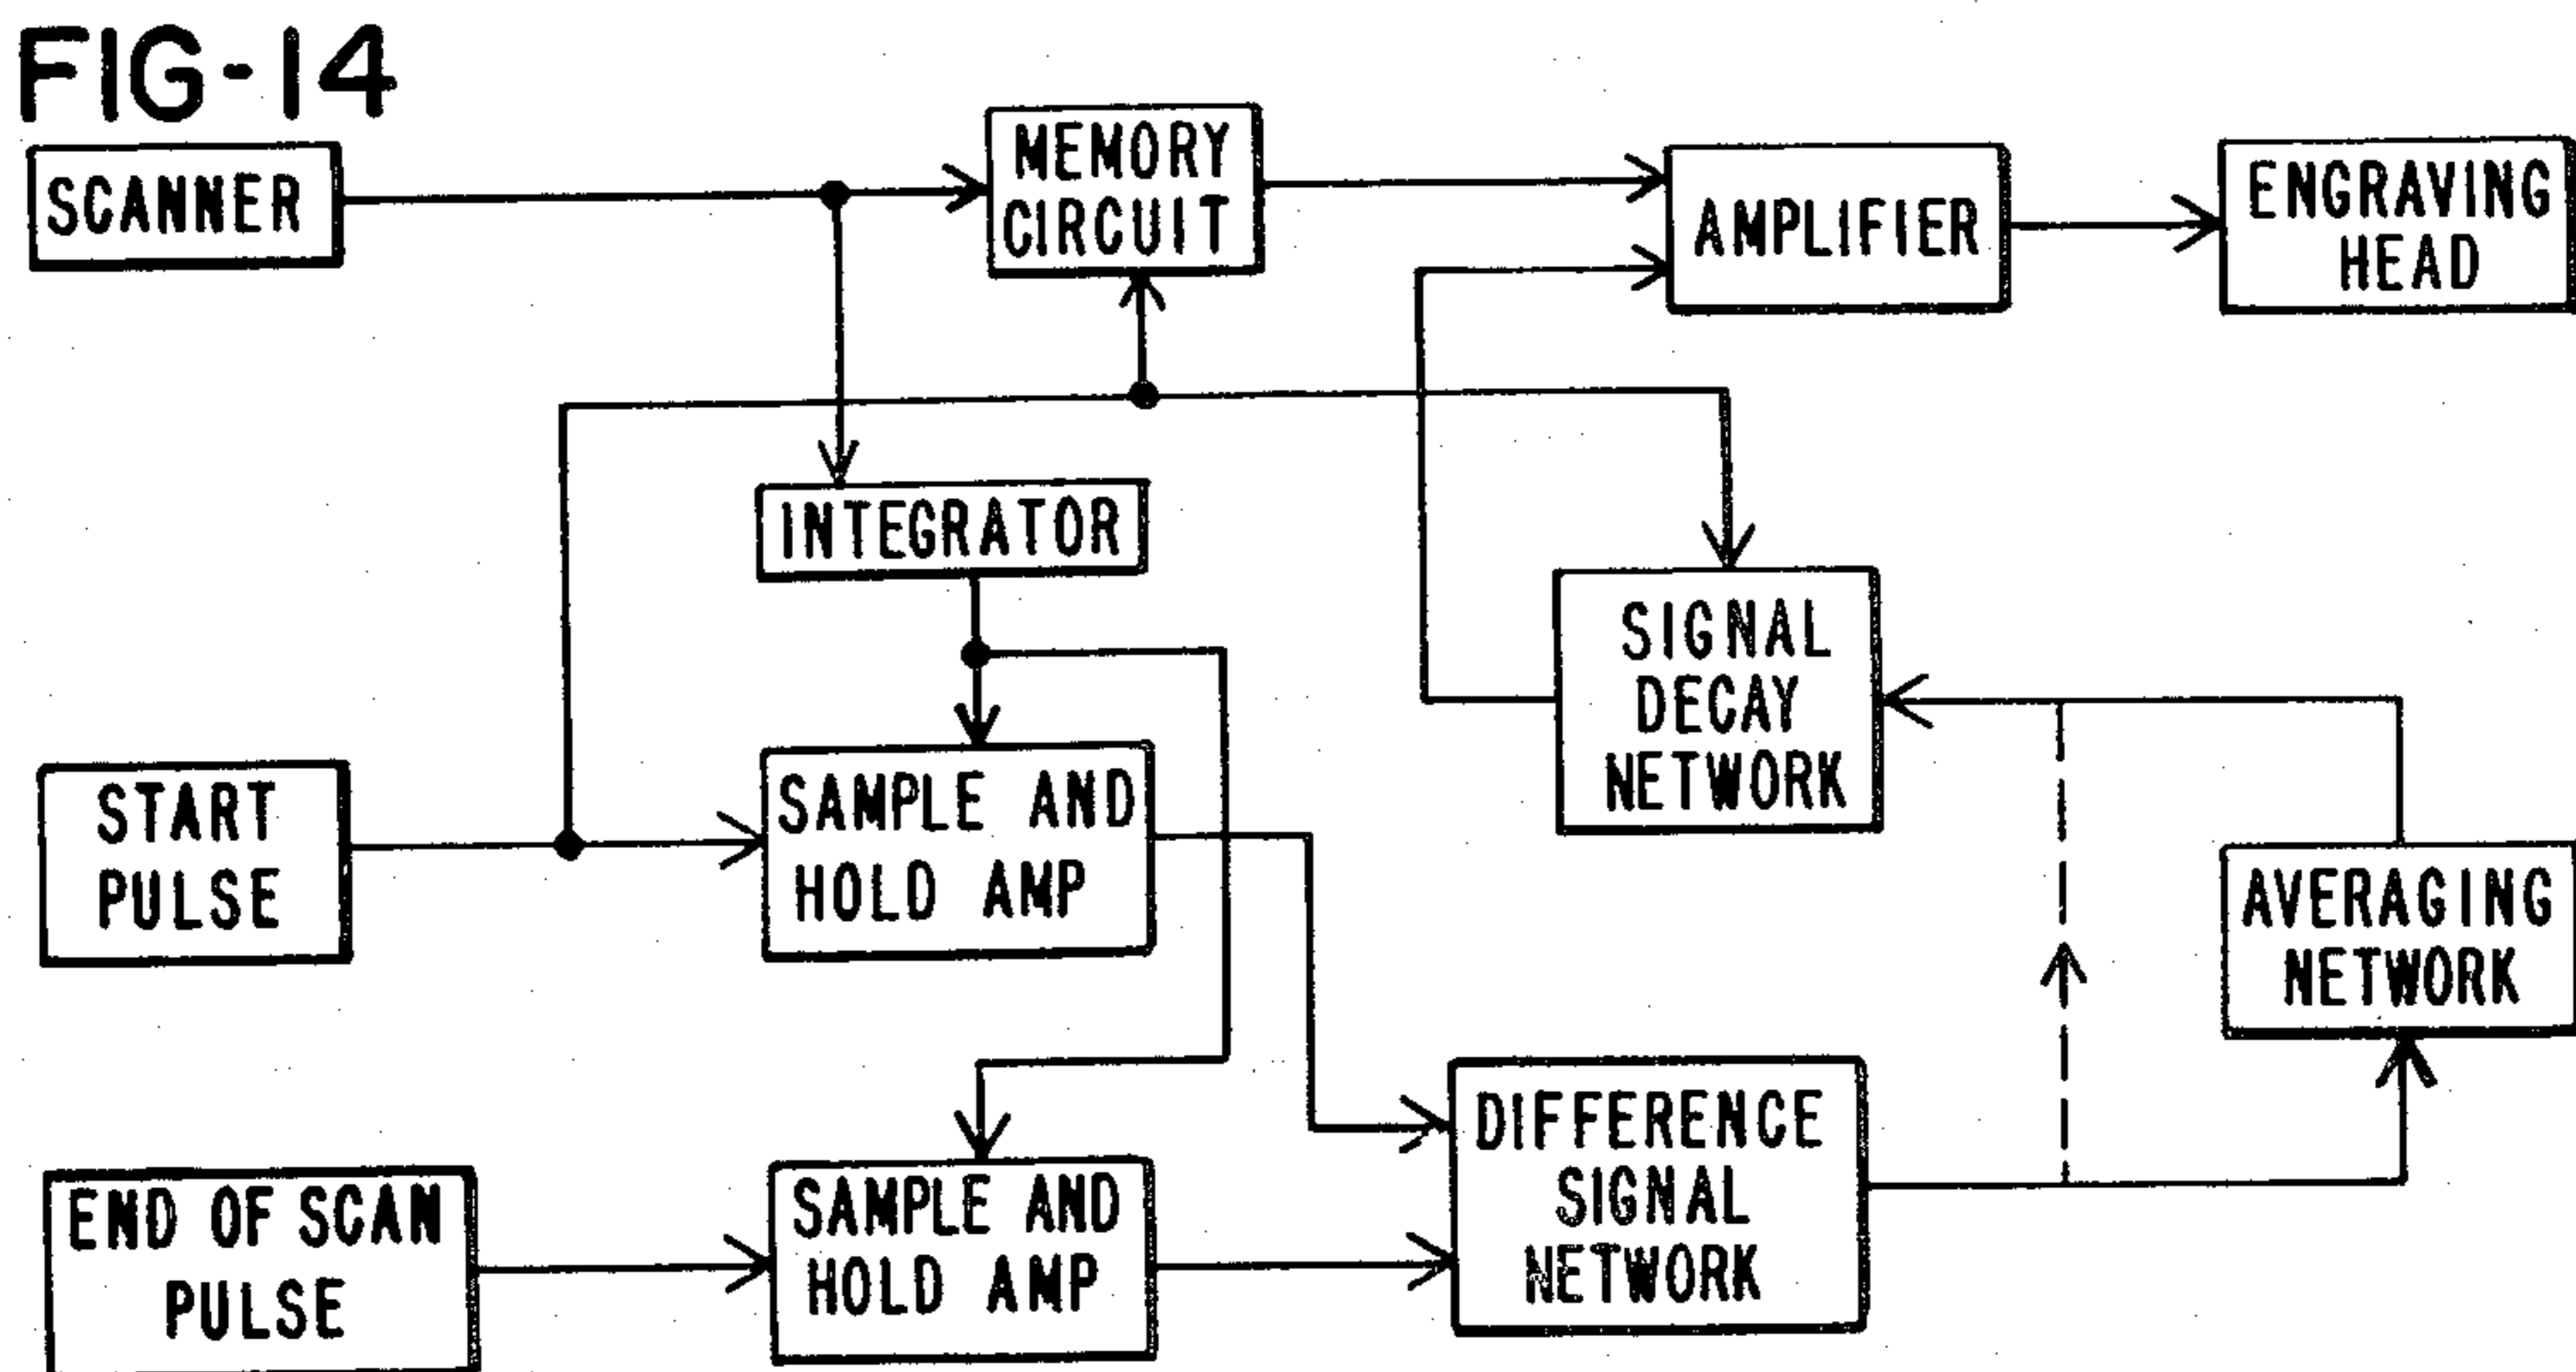 FIG-14
SCANNER
MEMORY
CIRCUIT
AMPLIFIER
ENGRAVING
HEAD
INTEGRATOR
SIGNAL
DECAY
NETWORK
START
PULSE
SAMPLE AND
HOLD AMP
AVERAGING
NETWORK
END OF SCAN
PULSE
SAMPLE AND
HOLD AMP
DIFFERENCE
SIGNAL
NETWORK